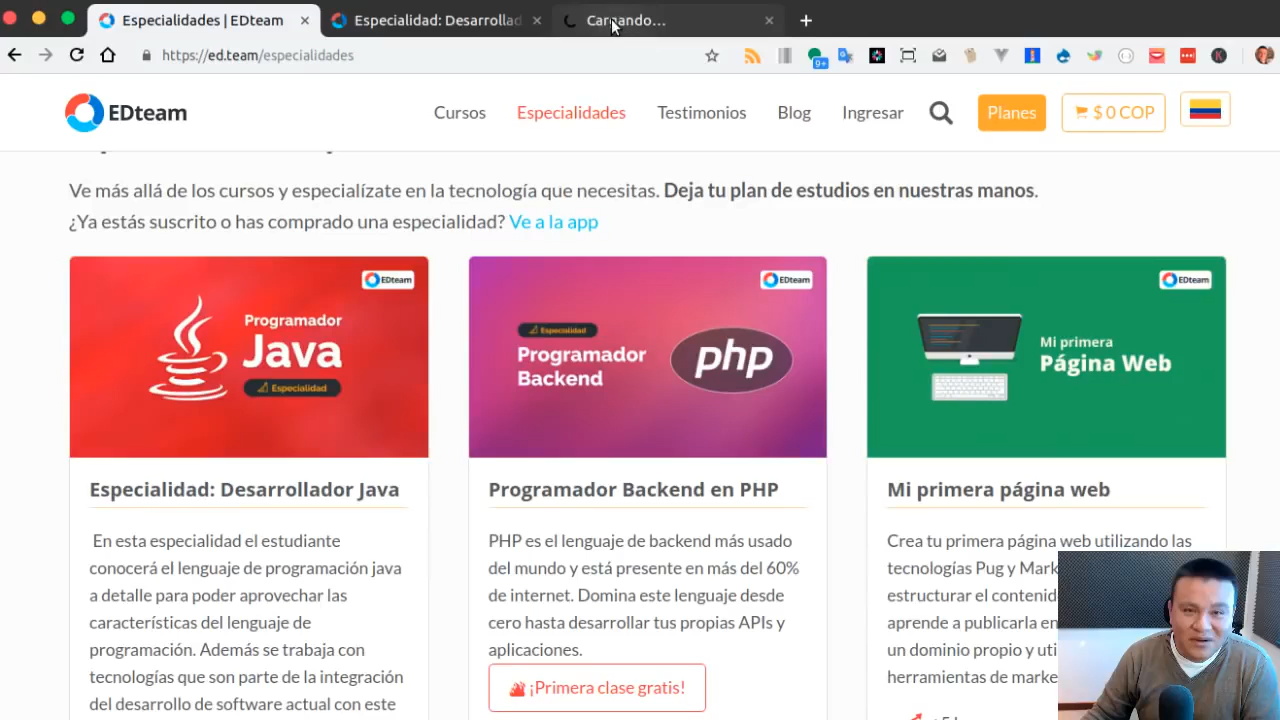 Especialidades | EDteam
Especialidad: Desarrollad
Cargando...
https://ed.team/especialidades
9+
EDteam
Cursos
Especialidades
Testimonios
Blog
Ingresar
Planes
$ 0 COP
Ve más allá de los cursos y especialízate en la tecnología que necesitas. Deja tu plan de estudios en nuestras manos.
¿Ya estás suscrito o has comprado una especialidad? Ve a la app
EDteam
Programador
Java
Especialidad
Especialidad: Desarrollador Java
En esta especialidad el estudiante
conocerá el lenguaje de programación java
a detalle para poder aprovechar las
características del lenguaje de
programación. Además se trabaja con
tecnologías que son parte de la integración
del desarrollo de software actual con este
EDteam
Especialidad
Programador
Backend
php
Programador Backend en PHP
PHP es el lenguaje de backend más usado
del mundo y está presente en más del 60%
de internet. Domina este lenguaje desde
cero hasta desarrollar tus propias APIs y
aplicaciones.
¡Primera clase gratis!
EDteam
Mi primera
Página Web
Mi primera página web
Crea tu primera página web utilizando las
tecnologías Pug y Mark
estructurar el contenid
aprende a publicarla en
un dominio propio y uti
herramientas de marke